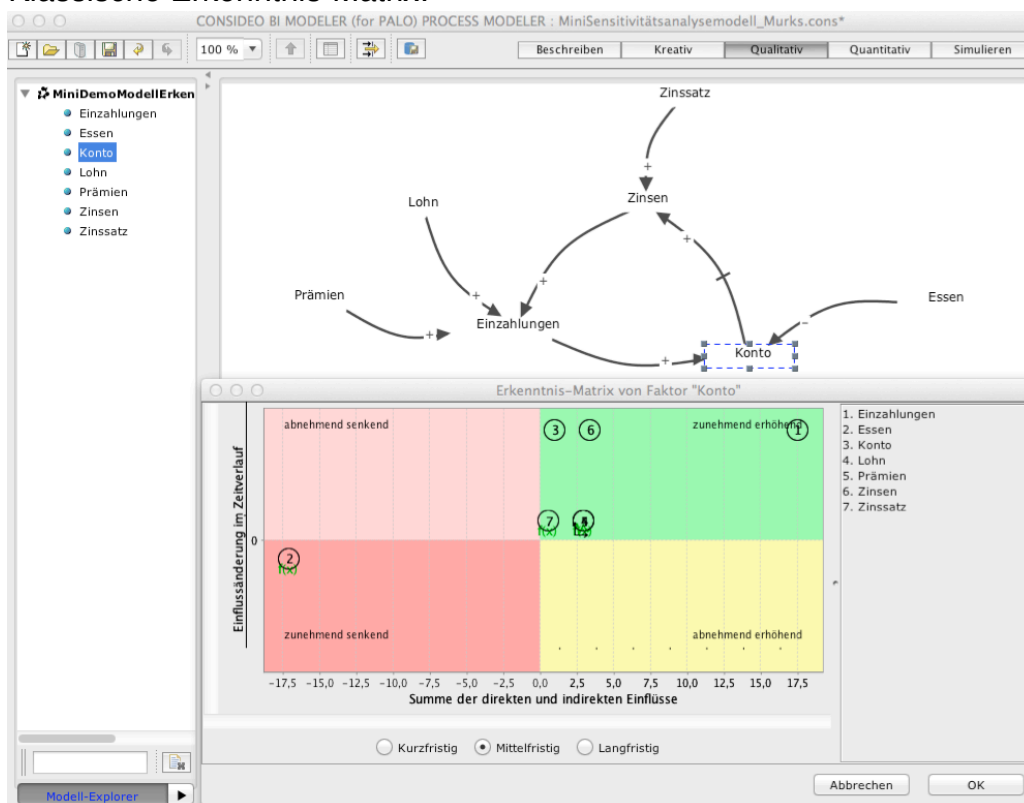 Klassische Erkenntnis-Matrix:
CONSIDEO BI MODELER (for PALO) PROCESS MODELER : MiniSensitivitätsanalysemodell_Murks.cons*
100 %
Beschreiben Kreativ Qualitativ Quantitativ Simulieren
MiniDemoModellErken
Einzahlungen
Essen
Konto
Lohn
Prämien
Zinsen
Zinssatz
Zinssatz
+
Zinsen
Lohn
+
+
+
Prämien
Essen
Einzahlungen
+
-
+
Konto
Erkenntnis-Matrix von Faktor "Konto"
Einflussänderung im Zeitverlauf
abnehmend senkend
zunehmend erhöhend
3 6 1
7
f(x)
0
2
f(x)
zunehmend senkend
abnehmend erhöhend
-17,5 -15,0 -12,5 -10,0 -7,5 -5,0 -2,5 0,0 2,5 5,0 7,5 10,0 12,5 15,0 17,5
Summe der direkten und indirekten Einflüsse
1. Einzahlungen
2. Essen
3. Konto
4. Lohn
5. Prämien
6. Zinsen
7. Zinssatz
Kurzfristig Mittelfristig Langfristig
Abbrechen OK
Modell-Explorer